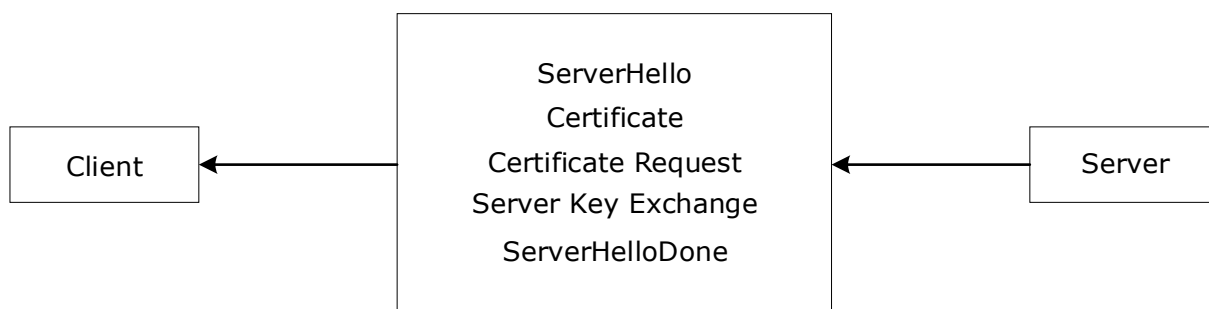 ServerHello
Certificate
Client
Certificate Request
Server
Server Key Exchange
ServerHelloDone